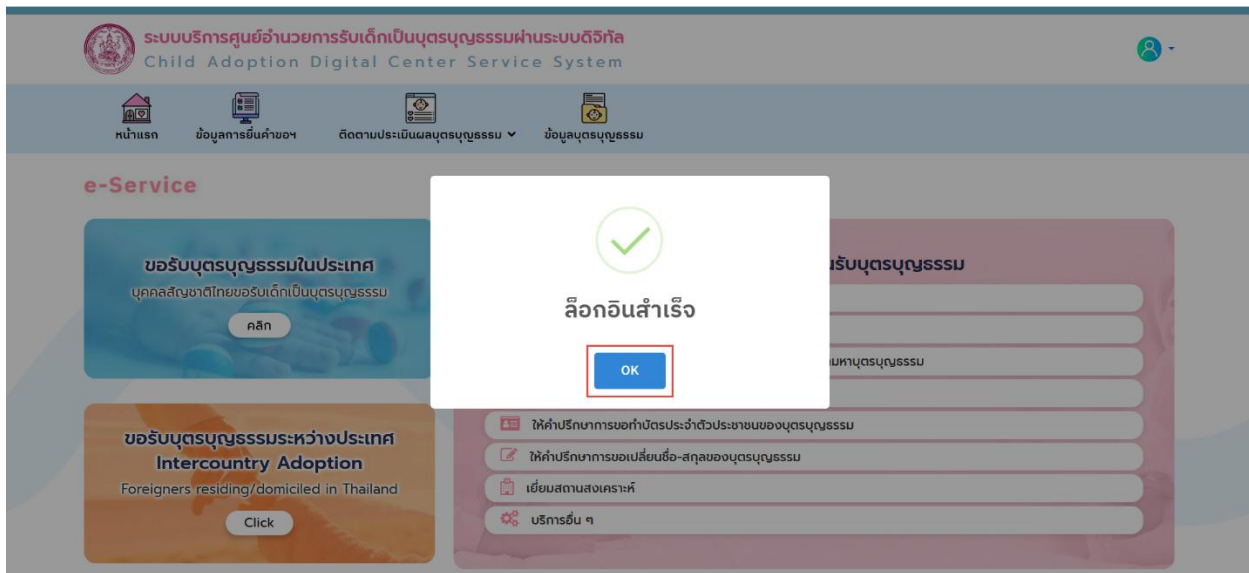 ระบบบริการศูนย์อำนวยการรับเด็กเป็นบุตรบุญธรรมผ่านระบบดิจิทัล
Child Adoption Digital Center Service System
หน้าแรก
ข้อมูลการยื่นคำขอฯ
ติดตามประเมินผลบุตรบุญธรรม
ข้อมูลบุตรบุญธรรม
e-Service
ขอรับบุตรบุญธรรมในประเทศ
บุคคลสัญชาติไทยขอรับเด็กเป็นบุตรบุญธรรม
คลิก
ขอรับบุตรบุญธรรมระหว่างประเทศ
Intercountry Adoption
Foreigners residing/domiciled in Thailand
Click
ล็อกอินสำเร็จ
OK
รับบุตรบุญธรรม
มหาบุตรบุญธรรม
ให้คำปรึกษาการขอทำบัตรประจำตัวประชาชนของบุตรบุญธรรม
ให้คำปรึกษาการขอเปลี่ยนชื่อ-สกุลของบุตรบุญธรรม
เยี่ยมสถานสงเคราะห์
บริการอื่น ๆ